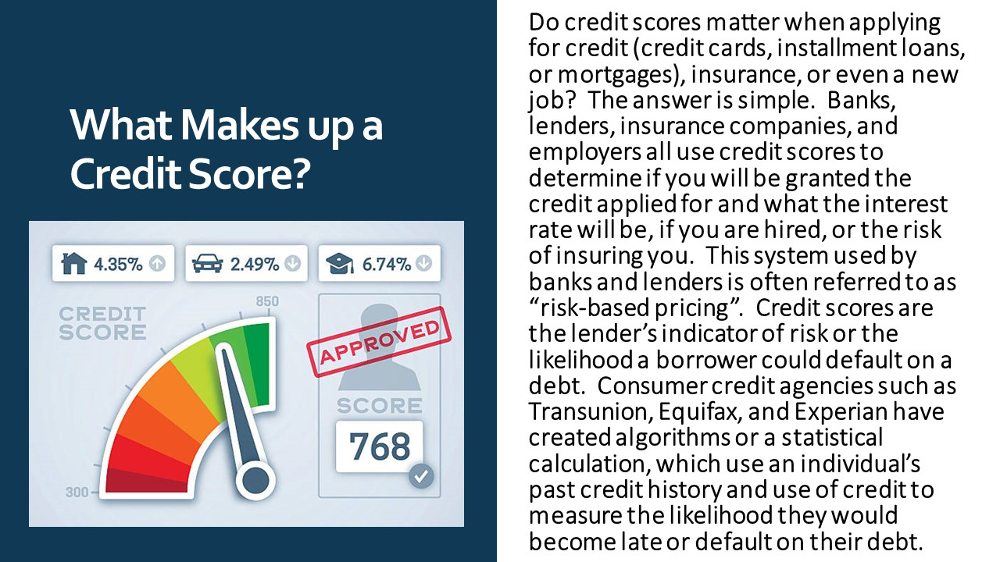 What Makes up a
Credit Score?
4.35%
2.49%
6.74%
CREDIT
SCORE
850
300
APPROVED
SCORE
768
Do credit scores matter when applying
for credit (credit cards, installment loans,
or mortgages), insurance, or even a new
job?  The answer is simple.  Banks,
lenders, insurance companies, and
employers all use credit scores to
determine if you will be granted the
credit applied for and what the interest
rate will be, if you are hired, or the risk
of insuring you.  This system used by
banks and lenders is often referred to as
“risk-based pricing”.  Credit scores are
the lender’s indicator of risk or the
likelihood a borrower could default on a
debt.  Consumer credit agencies such as
Transunion, Equifax, and Experian have
created algorithms or a statistical
calculation, which use an individual’s
past credit history and use of credit to
measure the likelihood they would
become late or default on their debt.